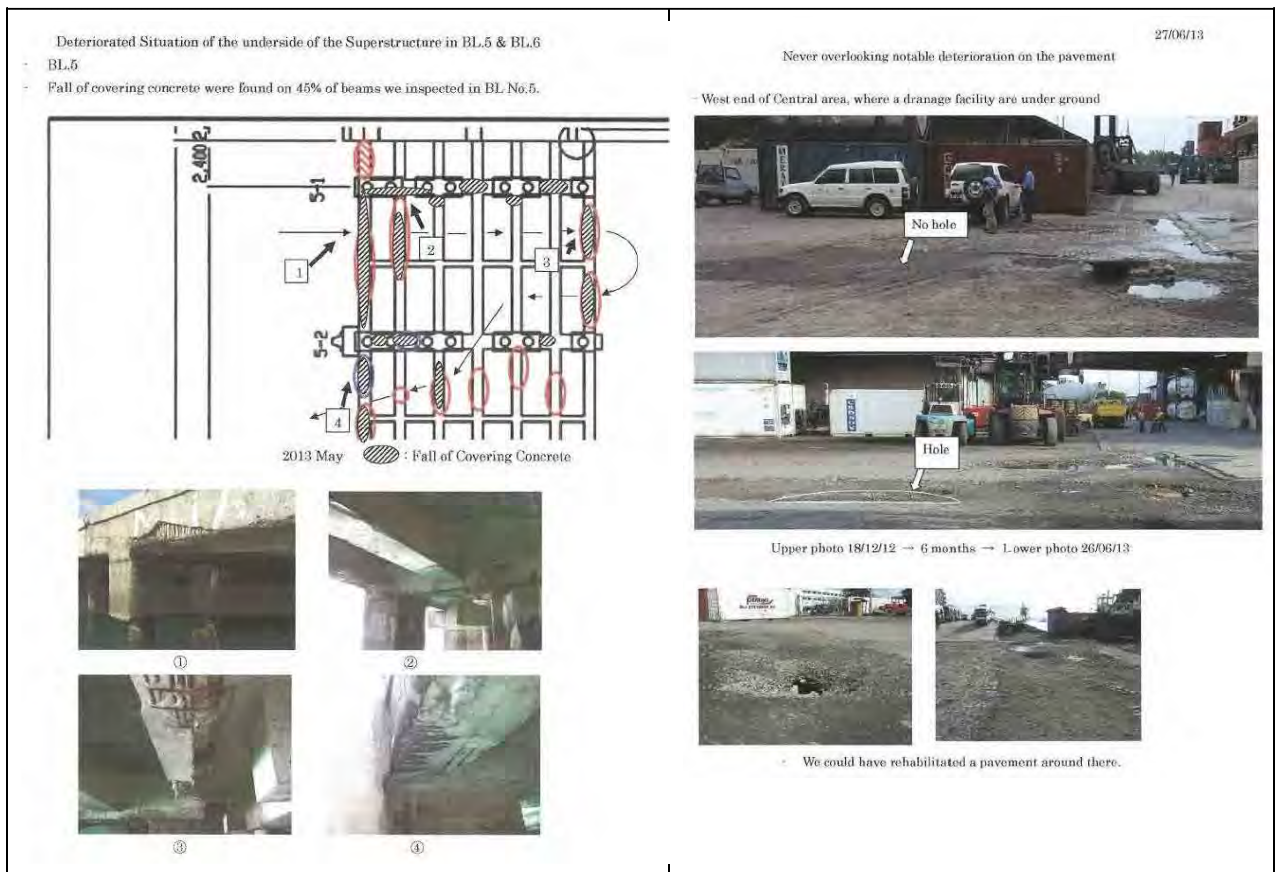 Deteriorated Situation of the underside of the Superstructure in BL.5 & BL.6
- BL.5
- Fall of covering concrete were found on 45% of beams we inspected in BL No.5.
2,400
5-1
1
2
3
5-2
4
2013 May : Fall of Covering Concrete
①
②
③
④
27/06/13
Never overlooking notable deterioration on the pavement
- West end of Central area, where a dranage facility are under ground
No hole
Hole
Upper photo 18/12/12 → 6 months → Lower photo 26/06/13
- We could have rehabilitated a pavement around there.